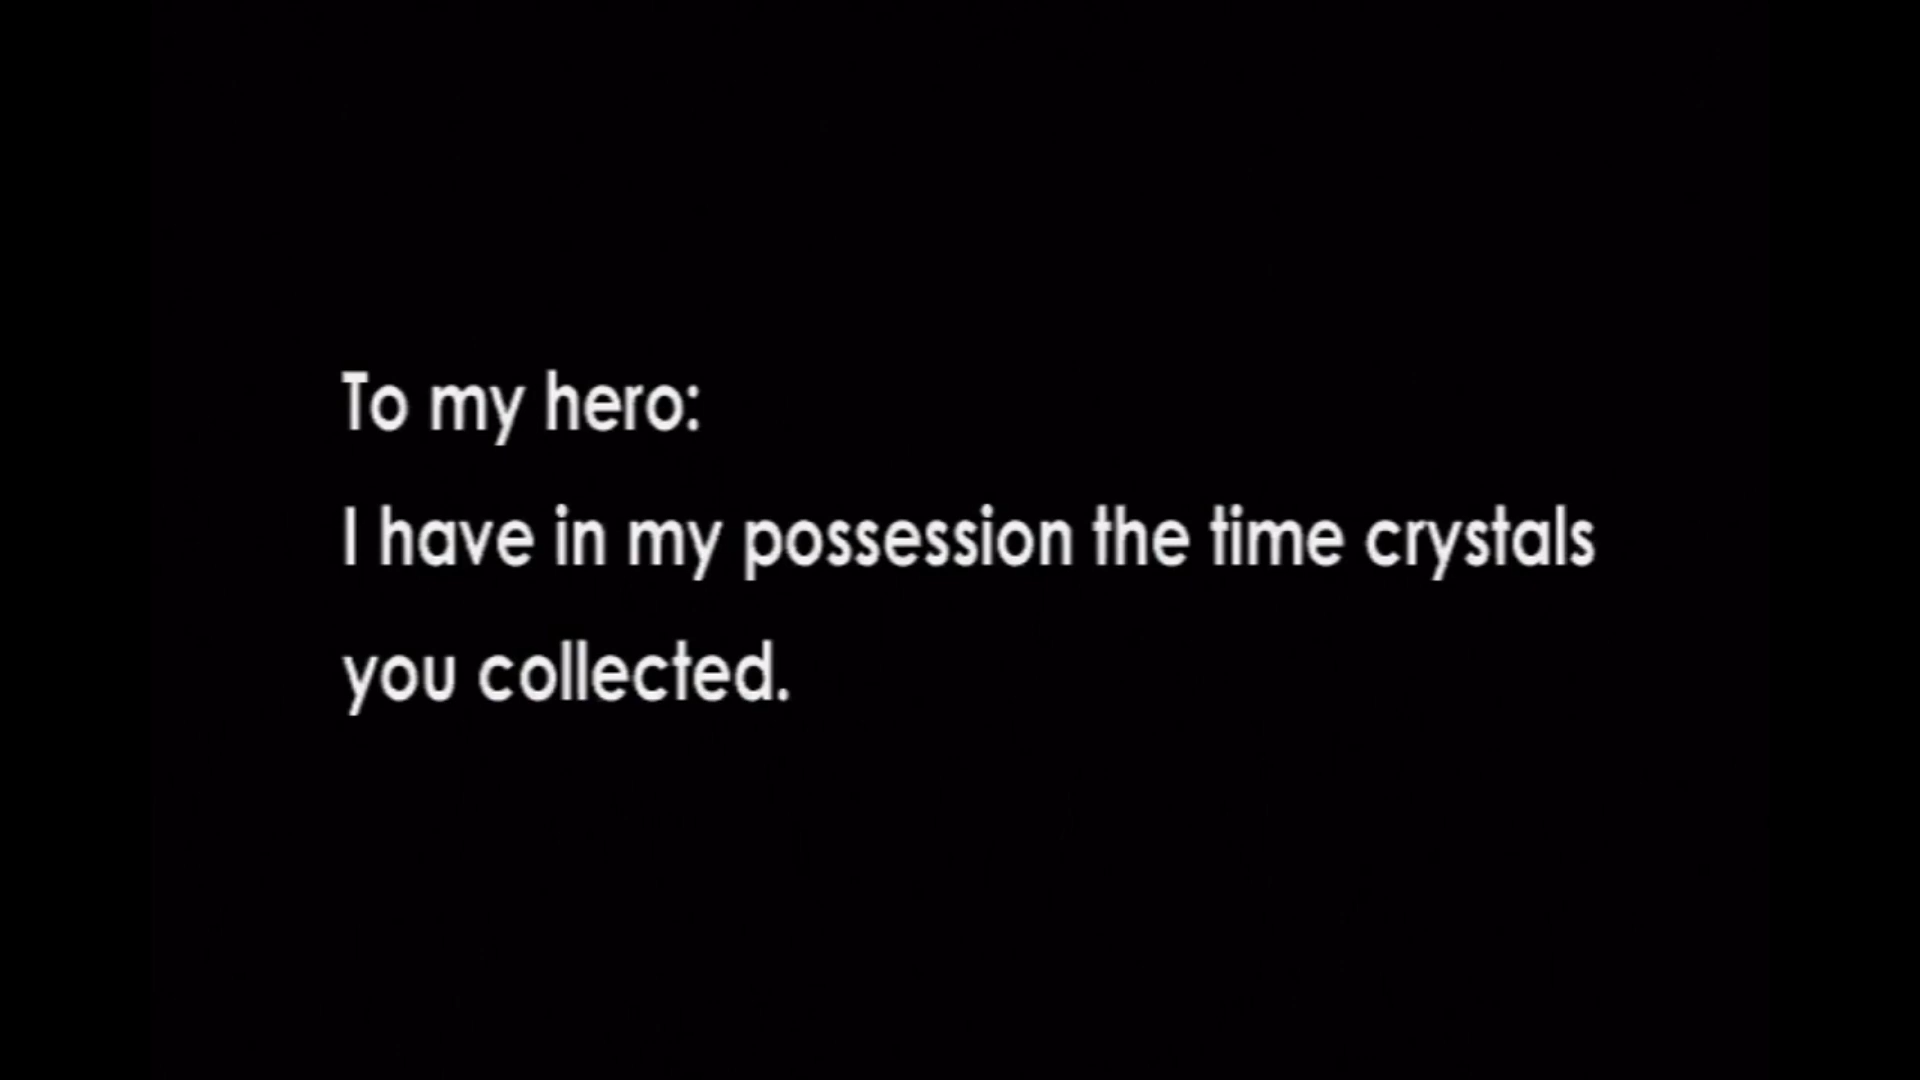 To my hero:
I have in my possession the time crystals
you collected.